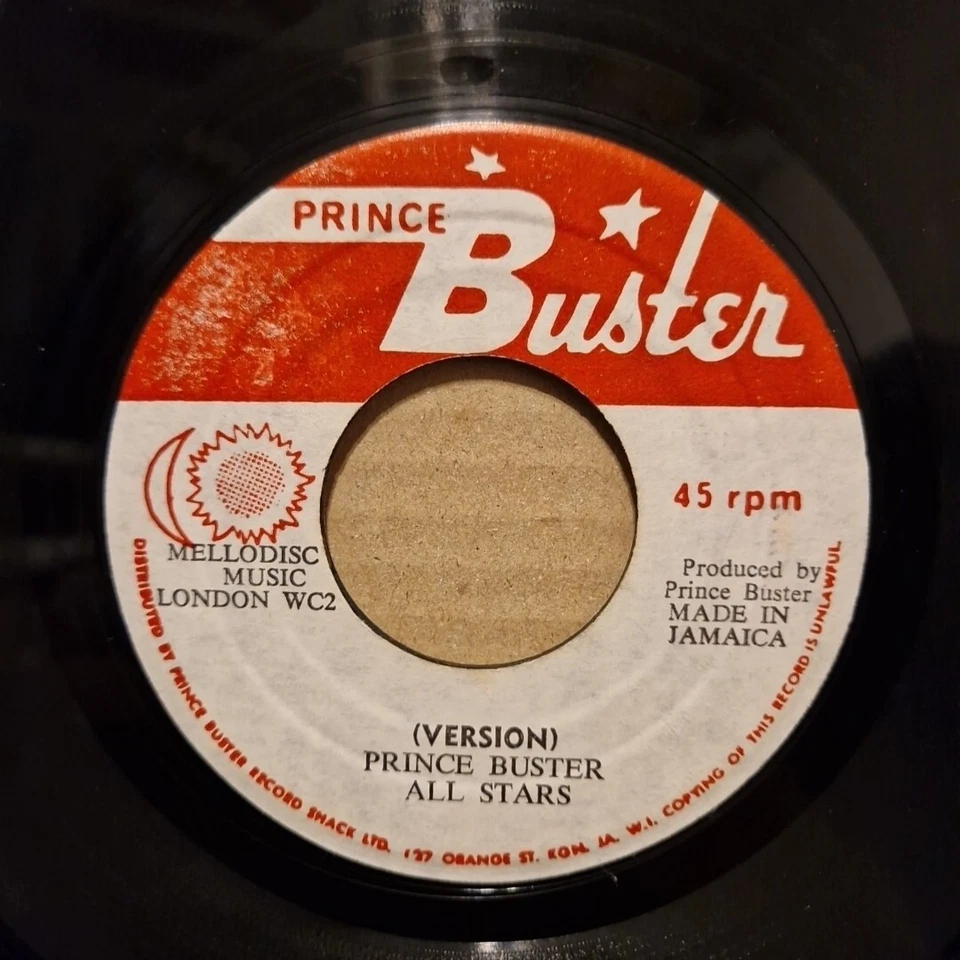 PRINCE
Buster
45 rpm
MELLODISC
MUSIC
LONDON WC2
Produced by
Prince Buster
MADE IN
JAMAICA
(VERSION)
PRINCE BUSTER
ALL STARS
DISTRIBUTED BY PRINCE BUSTER RECORD SHACK LTD. 127 ORANGE ST. KGN. JA. W.I. COPYING OF THIS RECORD IS UNLAWFUL.